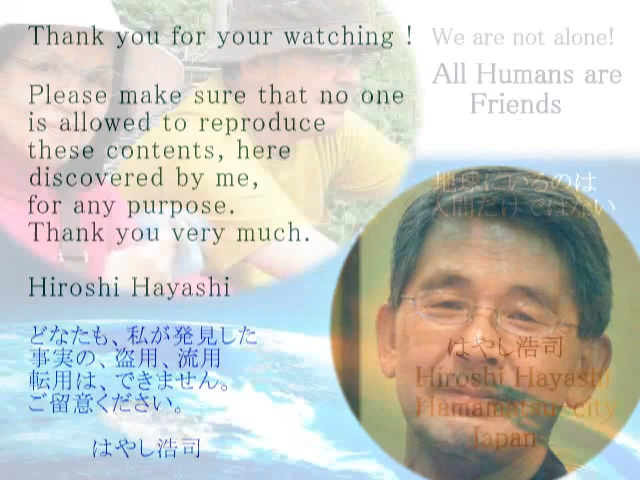 Thank you for your watching !
Please make sure that no one
is allowed to reproduce
these contents, here
discovered by me,
for any purpose.
Thank you very much.
Hiroshi Hayashi
どなたも、私が発見した
事実の、盗用、流用
転用は、できません。
ご留意ください。
はやし浩司
We are not alone!
All Humans are
Friends
地球にいるのは
人間だけではない
はやし浩司
Hiroshi Hayashi
Hamamatsu-city
Japan